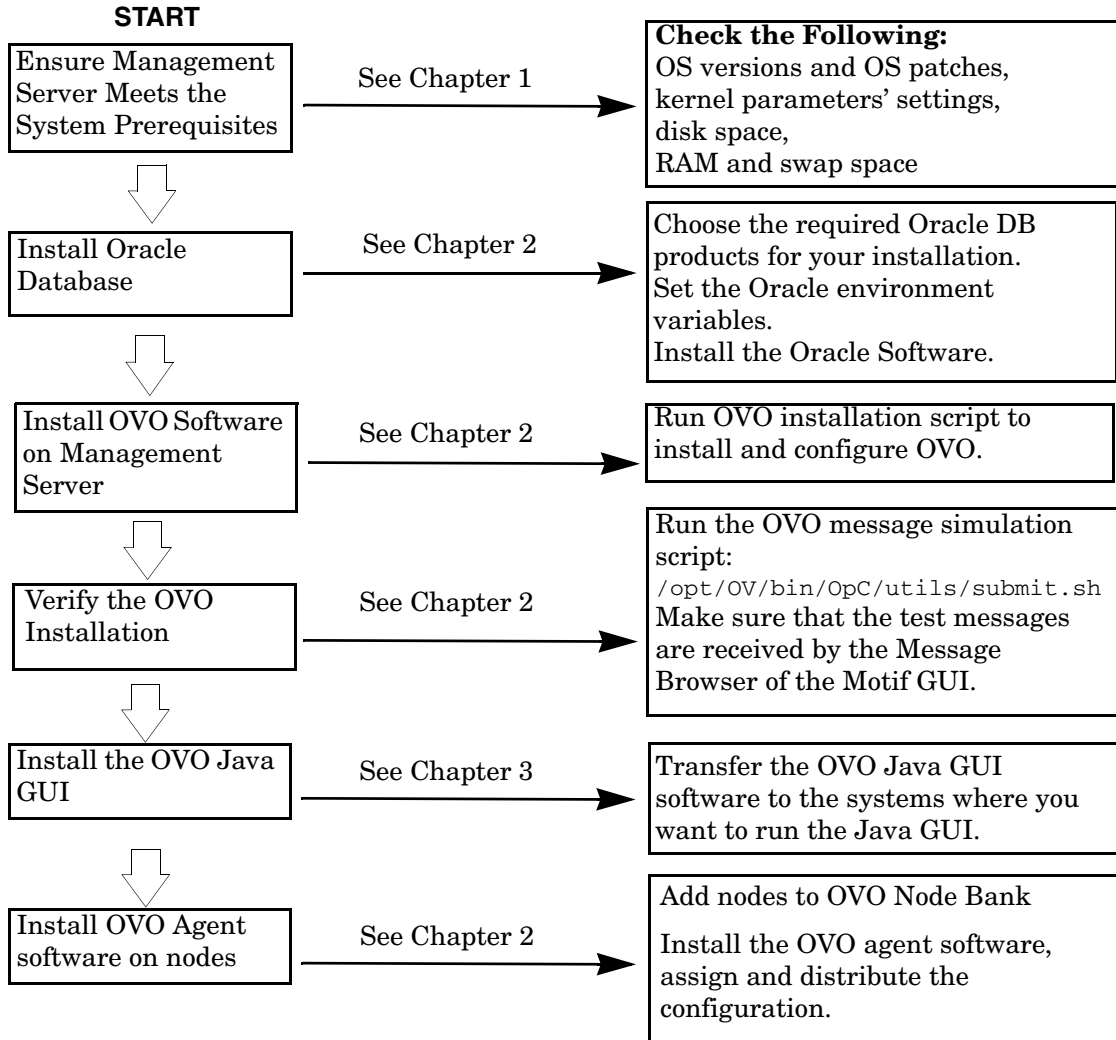 START
Ensure Management
Server Meets the
System Prerequisites
See Chapter 1
Check the Following:
OS versions and OS patches,
kernel parameters’ settings,
disk space,
RAM and swap space
Install Oracle
Database
See Chapter 2
Choose the required Oracle DB
products for your installation.
Set the Oracle environment
variables.
Install the Oracle Software.
Install OVO Software
on Management
Server
See Chapter 2
Run OVO installation script to
install and configure OVO.
Verify the OVO
Installation
See Chapter 2
Run the OVO message simulation
script:
/opt/OV/bin/OpC/utils/submit.sh
Make sure that the test messages
are received by the Message
Browser of the Motif GUI.
Install the OVO Java
GUI
See Chapter 3
Transfer the OVO Java GUI
software to the systems where you
want to run the Java GUI.
Install OVO Agent
software on nodes
See Chapter 2
Add nodes to OVO Node Bank
Install the OVO agent software,
assign and distribute the
configuration.